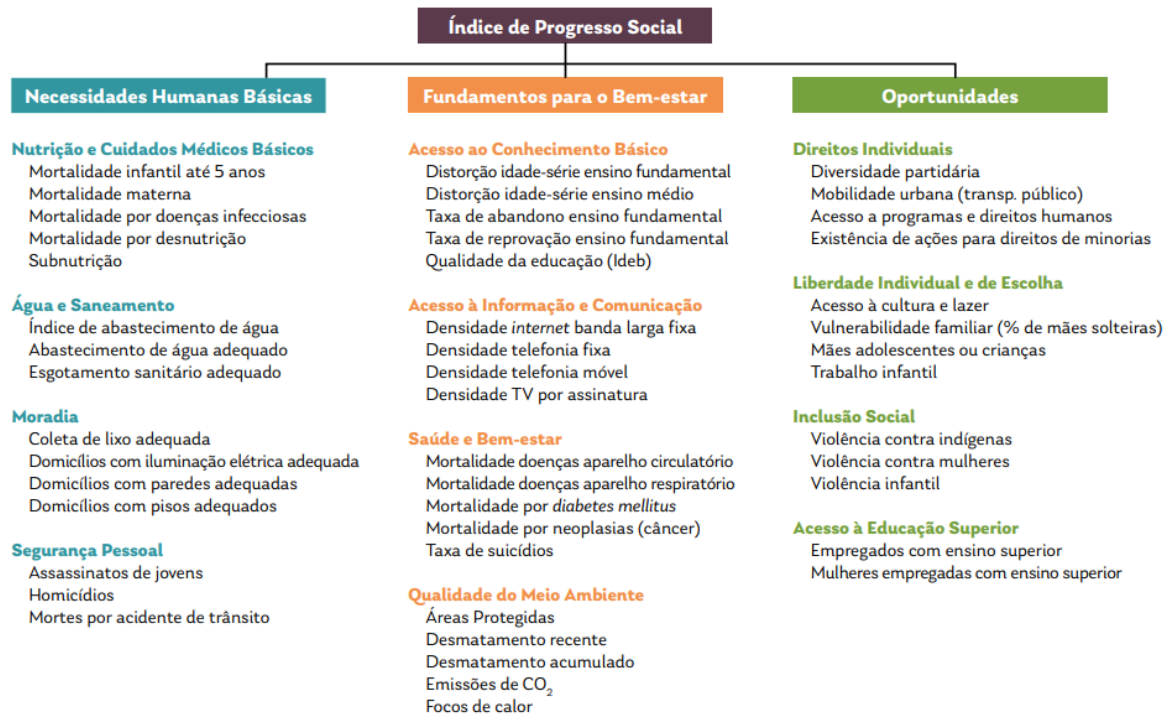 Índice de Progresso Social
Necessidades Humanas Básicas
Nutrição e Cuidados Médicos Básicos
Mortalidade infantil até 5 anos
Mortalidade materna
Mortalidade por doenças infecciosas
Mortalidade por desnutrição
Subnutrição
Água e Saneamento
Índice de abastecimento de água
Abastecimento de água adequado
Esgotamento sanitário adequado
Moradia
Coleta de lixo adequada
Domicílios com iluminação elétrica adequada
Domicílios com paredes adequadas
Domicílios com pisos adequados
Segurança Pessoal
Assassinatos de jovens
Homicídios
Mortes por acidente de trânsito
Fundamentos para o Bem-estar
Acesso ao Conhecimento Básico
Distorção idade-série ensino fundamental
Distorção idade-série ensino médio
Taxa de abandono ensino fundamental
Taxa de reprovação ensino fundamental
Qualidade da educação (Ideb)
Acesso à Informação e Comunicação
Densidade internet banda larga fixa
Densidade telefonia fixa
Densidade telefonia móvel
Densidade TV por assinatura
Saúde e Bem-estar
Mortalidade doenças aparelho circulatório
Mortalidade doenças aparelho respiratório
Mortalidade por diabetes mellitus
Mortalidade por neoplasias (câncer)
Taxa de suicídios
Qualidade do Meio Ambiente
Áreas Protegidas
Desmatamento recente
Desmatamento acumulado
Emissões de CO₂
Focos de calor
Oportunidades
Direitos Individuais
Diversidade partidária
Mobilidade urbana (transp. público)
Acesso a programas e direitos humanos
Existência de ações para direitos de minorias
Liberdade Individual e de Escolha
Acesso à cultura e lazer
Vulnerabilidade familiar (% de mães solteiras)
Mães adolescentes ou crianças
Trabalho infantil
Inclusão Social
Violência contra indígenas
Violência contra mulheres
Violência infantil
Acesso à Educação Superior
Empregados com ensino superior
Mulheres empregadas com ensino superior